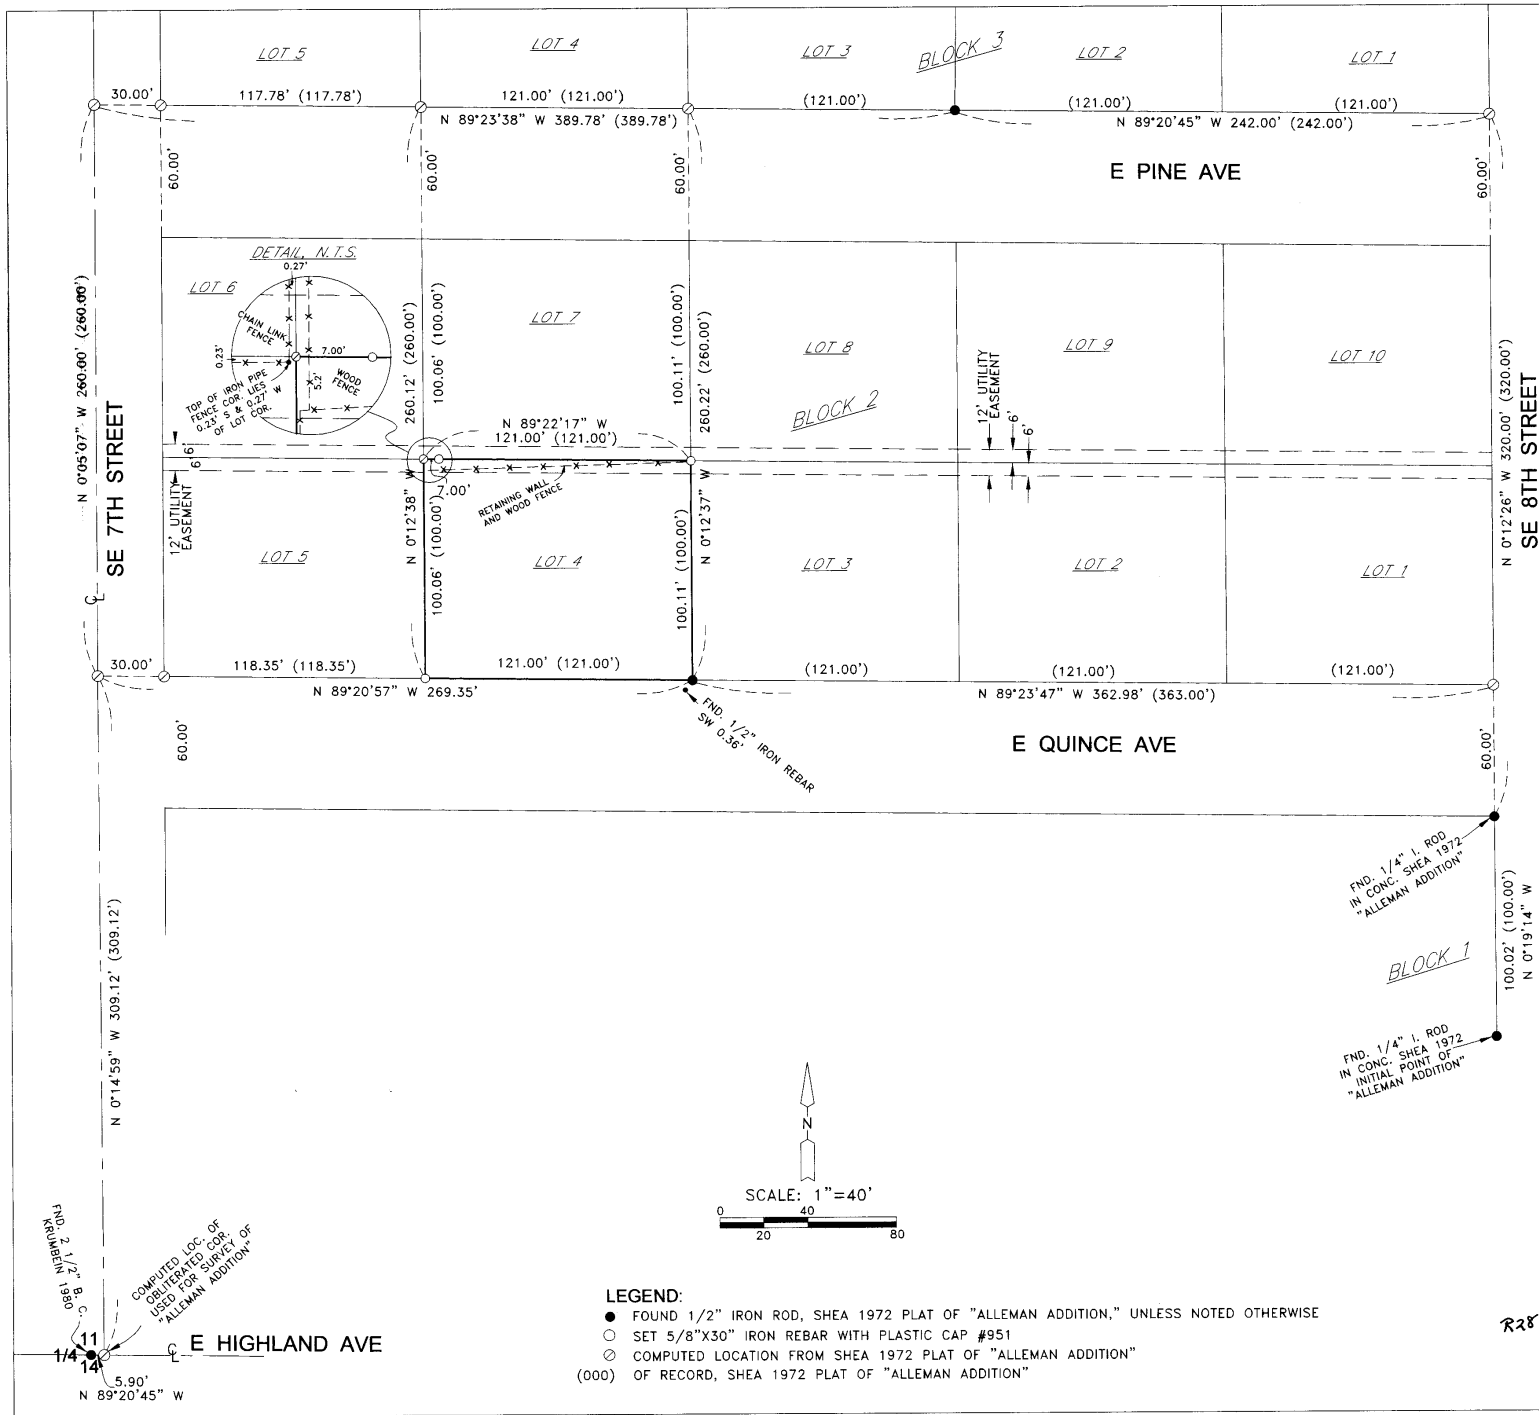 LOT 5
LOT 4
LOT 3
BLOCK 3
LOT 2
LOT 1
30.00'
117.78' (117.78')
121.00' (121.00')
(121.00')
(121.00')
(121.00')
N 89°23'38" W 389.78' (389.78')
N 89°20'45" W 242.00' (242.00')
60.00'
60.00'
60.00'
60.00'
E PINE AVE
DETAIL, N.T.S.
0.27'
LOT 6
CHAIN LINK
FENCE
0.23'
7.00'
WOOD
FENCE
5.2'
TOP OF IRON PIPE
FENCE COR. LIES
0.23' S & 0.27' W
OF LOT COR.
N 0°05'07" W 260.00' (260.00')
SE 7TH STREET
260.12' (260.00')
N 0°12'38" W
100.06' (100.00')
LOT 7
100.11' (100.00')
260.22' (260.00')
N 0°12'37" W
LOT 8
BLOCK 2
LOT 9
LOT 10
12' UTILITY
EASEMENT
6'
6'
N 0°12'26" W 320.00' (320.00')
SE 8TH STREET
N 89°22'17" W
121.00' (121.00')
6'
6'
12' UTILITY
EASEMENT
7.00'
RETAINING WALL
AND WOOD FENCE
LOT 5
100.06' (100.00')
LOT 4
100.11' (100.00')
LOT 3
LOT 2
LOT 1
CL
30.00'
118.35' (118.35')
121.00' (121.00')
(121.00')
(121.00')
(121.00')
N 89°20'57" W 269.35'
N 89°23'47" W 362.98' (363.00')
FND. 1/2" IRON REBAR
SW 0.36'
60.00'
E QUINCE AVE
60.00'
FND. 1/4" I. ROD
IN CONC. SHEA 1972
"ALLEMAN ADDITION"
100.02' (100.00')
N 0°19'14" W
BLOCK 1
FND. 1/4" I. ROD
IN CONC. SHEA 1972
INITIAL POINT OF
"ALLEMAN ADDITION"
N 0°14'59" W 309.12' (309.12')
N
SCALE: 1"=40'
0
40
20
80
FND. 2 1/2" B. C.
KRUMBEIN 1980
COMPUTED LOC. OF
OBLITERATED COR.
USED FOR SURVEY OF
"ALLEMAN ADDITION"
11
1/4
14
CL
E HIGHLAND AVE
5.90'
N 89°20'45" W
LEGEND:
FOUND 1/2" IRON ROD, SHEA 1972 PLAT OF "ALLEMAN ADDITION," UNLESS NOTED OTHERWISE
SET 5/8"X30" IRON REBAR WITH PLASTIC CAP #951
COMPUTED LOCATION FROM SHEA 1972 PLAT OF "ALLEMAN ADDITION"
(000) OF RECORD, SHEA 1972 PLAT OF "ALLEMAN ADDITION"
R28